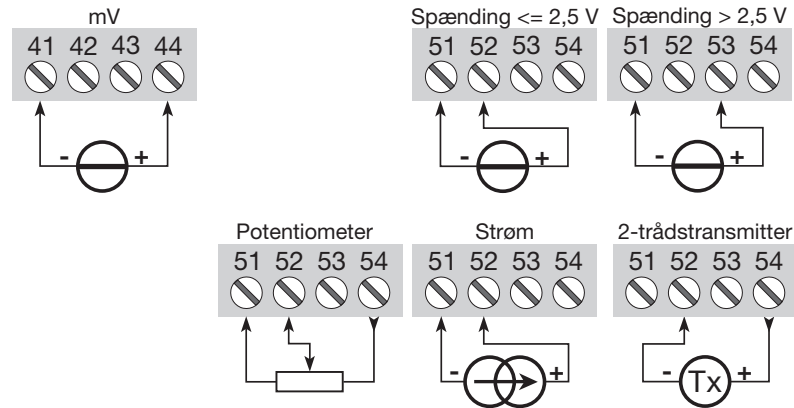 mV
41 42 43 44
- +
Spænding <= 2,5 V
51 52 53 54
- +
Spænding > 2,5 V
51 52 53 54
- +
Potentiometer
51 52 53 54
Strøm
51 52 53 54
- +
2-trådstransmitter
51 52 53 54
- Tx +